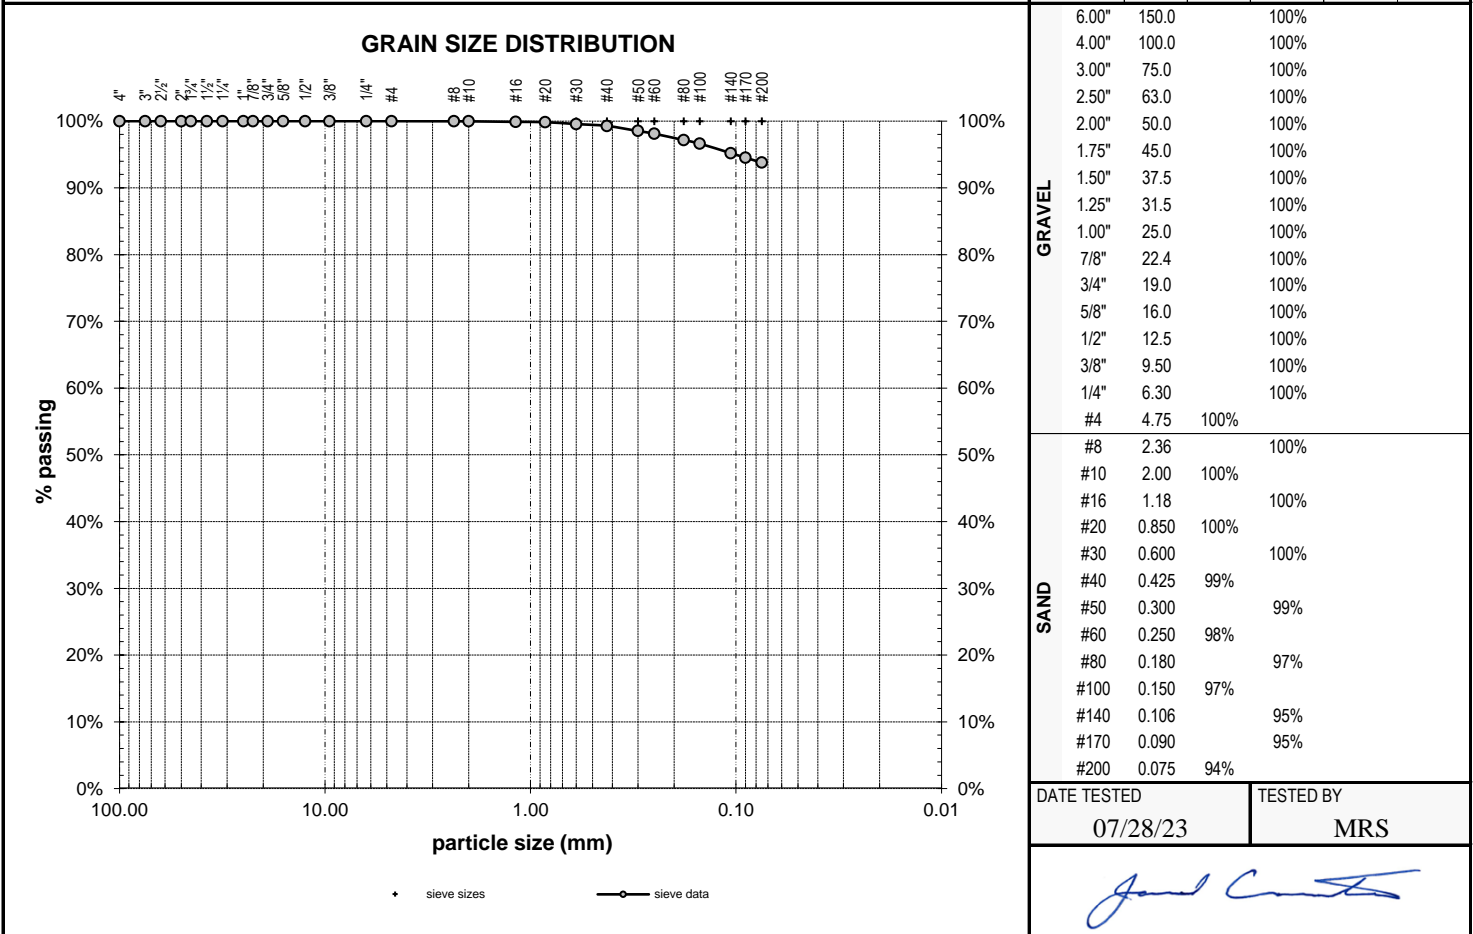 GRAIN SIZE DISTRIBUTION
4" 3" 2½" 2" 1¾" 1½" 1¼" 1" 7/8" 3/4" 5/8" 1/2" 3/8" 1/4" #4 #8 #10 #16 #20 #30 #40 #50 #60 #80 #100 #140 #170 #200
100% 100%
90% 90%
80% 80%
70% 70%
60% 60%
50% 50%
40% 40%
30% 30%
20% 20%
10% 10%
0% 0%
% passing
100.00 10.00 1.00 0.10 0.01
particle size (mm)
sieve sizes sieve data
GRAVEL
6.00" 150.0 100%
4.00" 100.0 100%
3.00" 75.0 100%
2.50" 63.0 100%
2.00" 50.0 100%
1.75" 45.0 100%
1.50" 37.5 100%
1.25" 31.5 100%
1.00" 25.0 100%
7/8" 22.4 100%
3/4" 19.0 100%
5/8" 16.0 100%
1/2" 12.5 100%
3/8" 9.50 100%
1/4" 6.30 100%
#4 4.75 100%
SAND
#8 2.36 100%
#10 2.00 100%
#16 1.18 100%
#20 0.850 100%
#30 0.600 100%
#40 0.425 99%
#50 0.300 99%
#60 0.250 98%
#80 0.180 97%
#100 0.150 97%
#140 0.106 95%
#170 0.090 95%
#200 0.075 94%
DATE TESTED TESTED BY
07/28/23 MRS